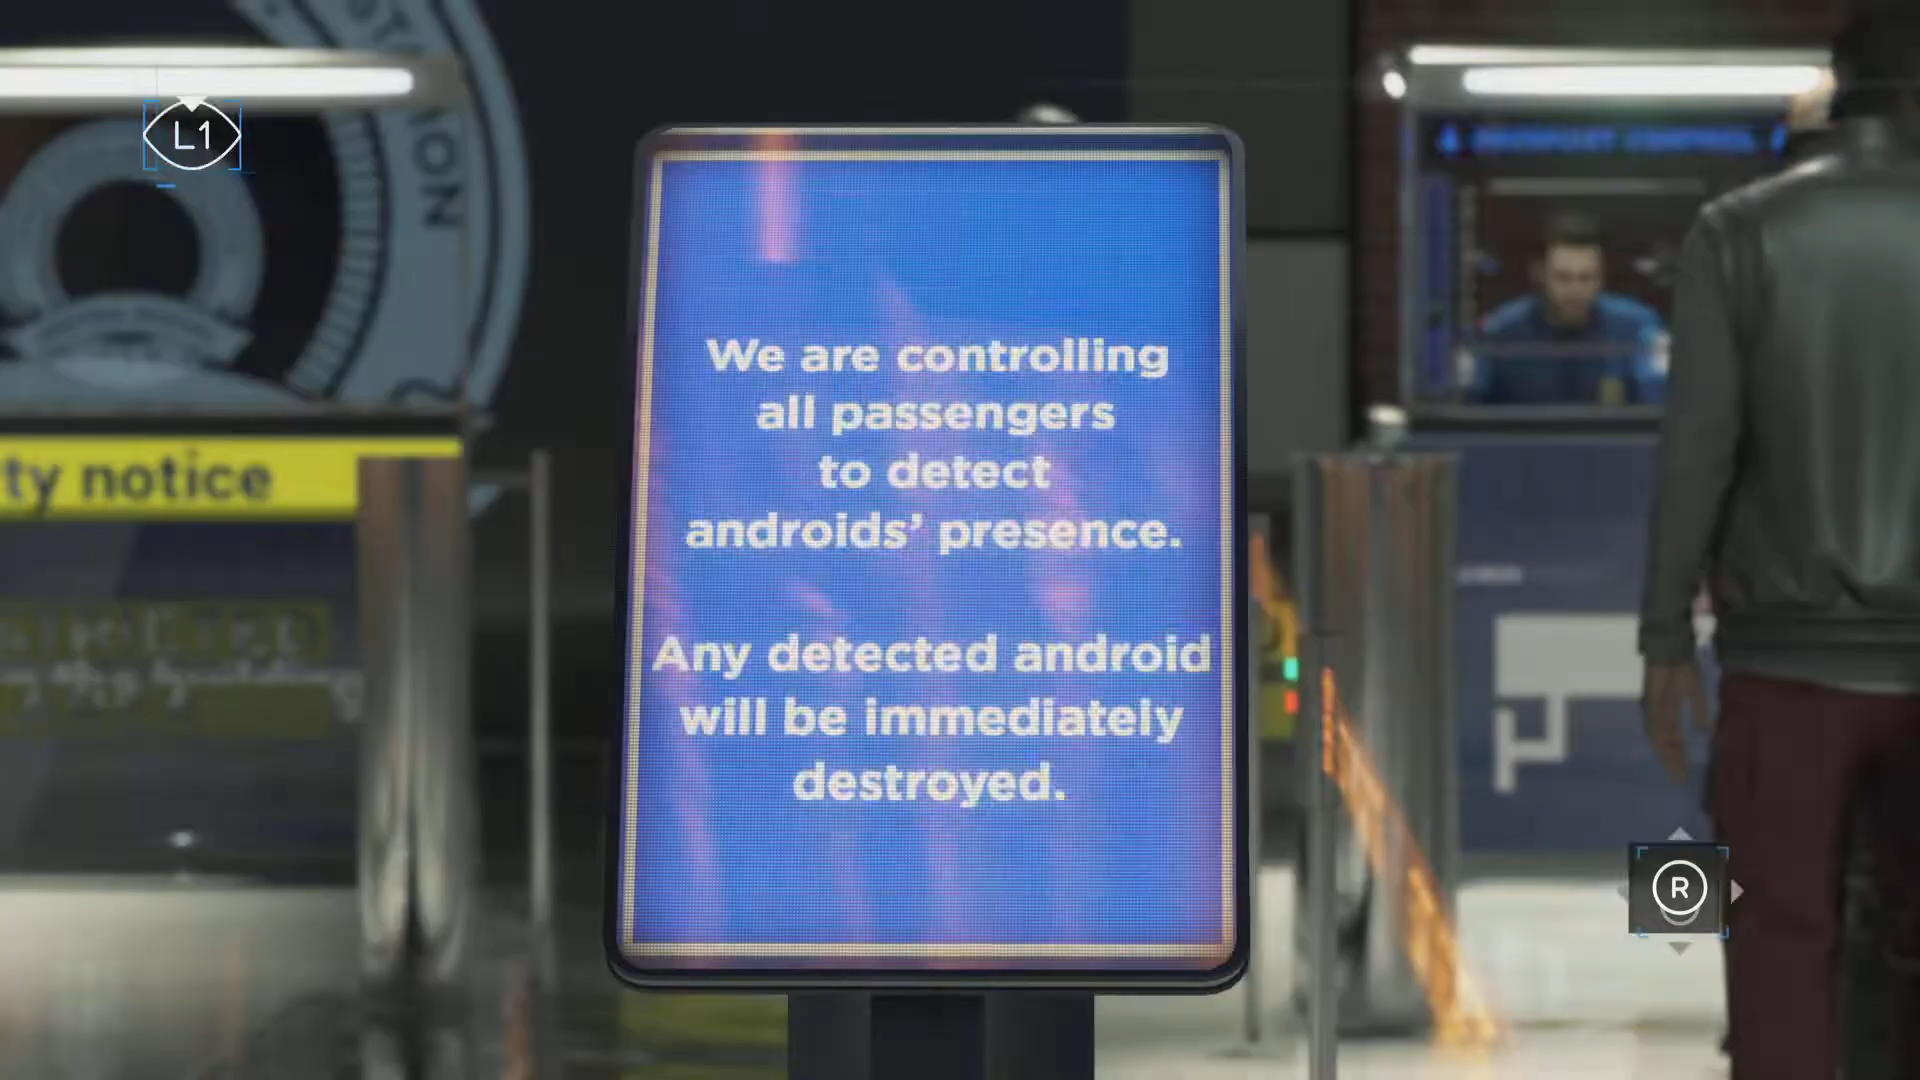 STATION
L1
ty notice
We are controlling
all passengers
to detect
androids’ presence.
Any detected android
will be immediately
destroyed.
R